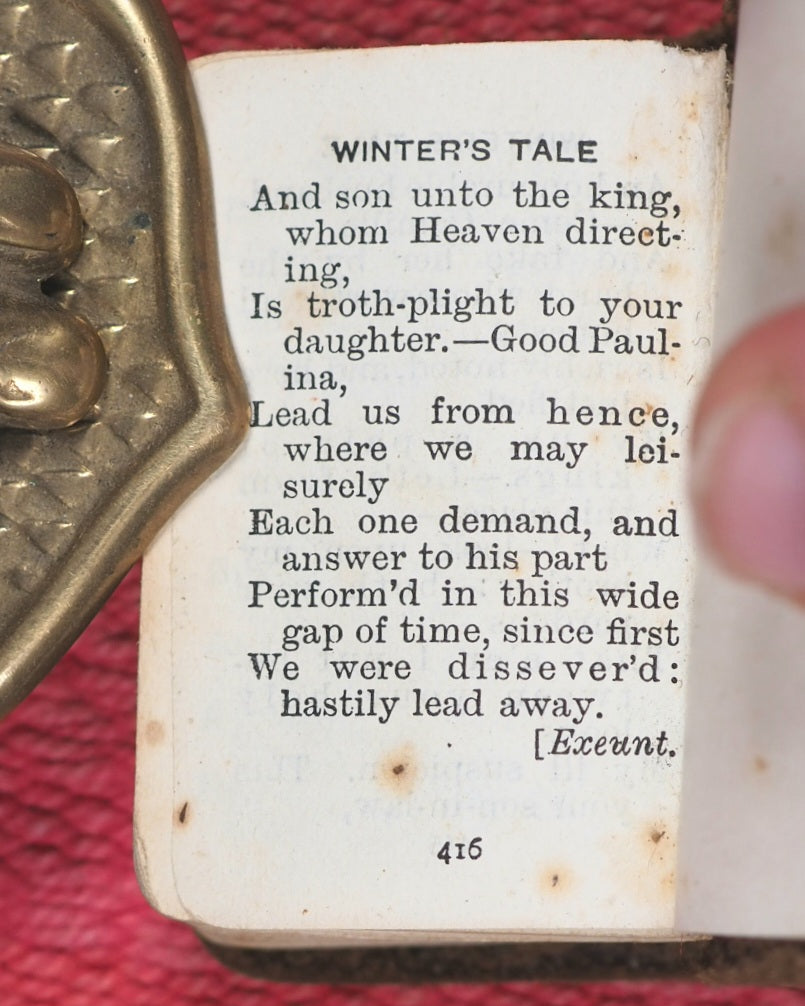 WINTER'S TALE
And son unto the king,
whom Heaven direct-
ing,
Is troth-plight to your
daughter.—Good Paul-
ina,
Lead us from hence,
where we may lei-
surely
Each one demand, and
answer to his part
Perform'd in this wide
gap of time, since first
We were dissever'd:
hastily lead away.
[Exeunt.
416